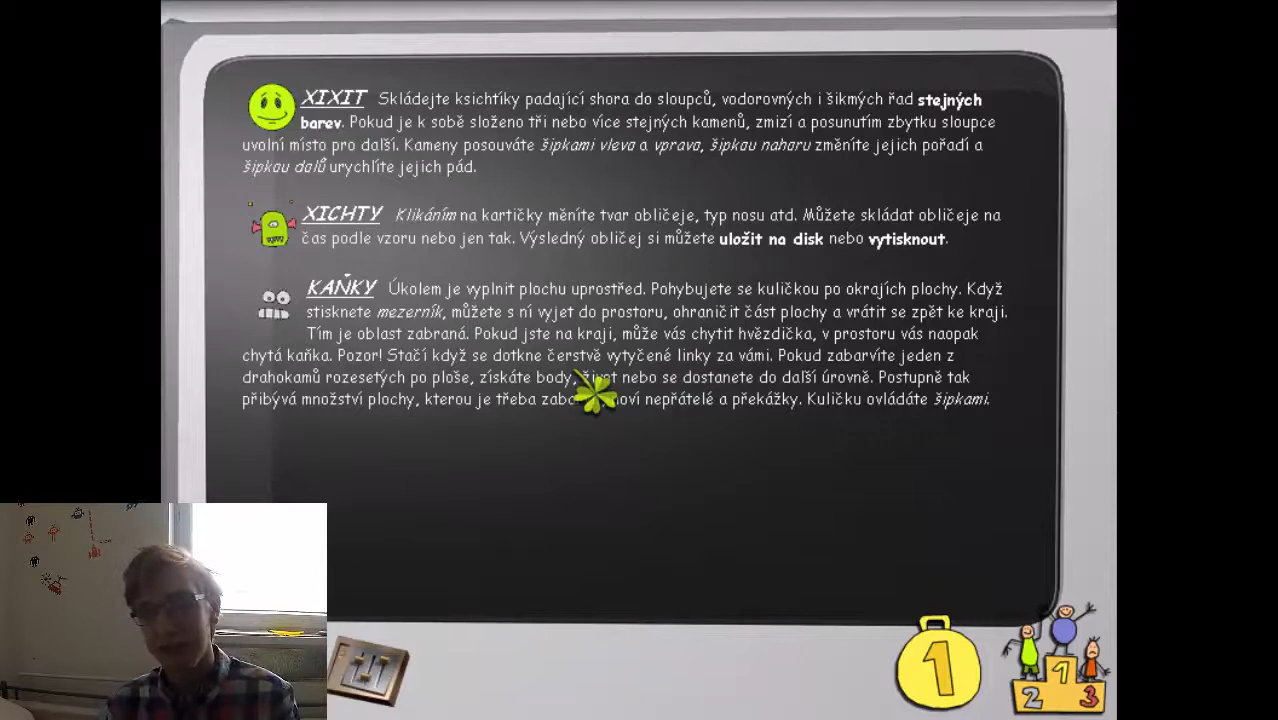 XIXIT Skládejte ksichtíky padající shora do sloupců, vodorovných i šikmých řad stejných
barev. Pokud je k sobě složeno tři nebo více stejných kamenů, zmizí a posunutím zbytku sloupce
uvolní místo pro další. Kameny posouváte šipkami vlevo a vpravo, šipkou nahoru změníte jejich pořadí a
šipkou dolů urychlíte jejich pád.
XICHTY Klikáním na kartičky měníte tvar obličeje, typ nosu atd. Můžete skládat obličeje na
čas podle vzoru nebo jen tak. Výsledný obličej si můžete uložit na disk nebo vytisknout.
KAŇKY Úkolem je vyplnit plochu uprostřed. Pohybujete se kuličkou po okrajích plochy. Když
stisknete mezerník, můžete s ní vyjet do prostoru, ohraničit část plochy a vrátit se zpět ke kraji.
Tím je oblast zabraná. Pokud jste na kraji, může vás chytit hvězdička, v prostoru vás naopak
chytá kaňka. Pozor! Stačí když se dotkne čerstvě vytyčené linky za vámi. Pokud zabarvíte jeden z
drahokamů rozesetých po ploše, získáte body, život nebo se dostanete do další úrovně. Postupně tak
přibývá množství plochy, kterou je třeba nepřátelé a překážky. Kuličku ovládáte šipkami.
1
1
2 3